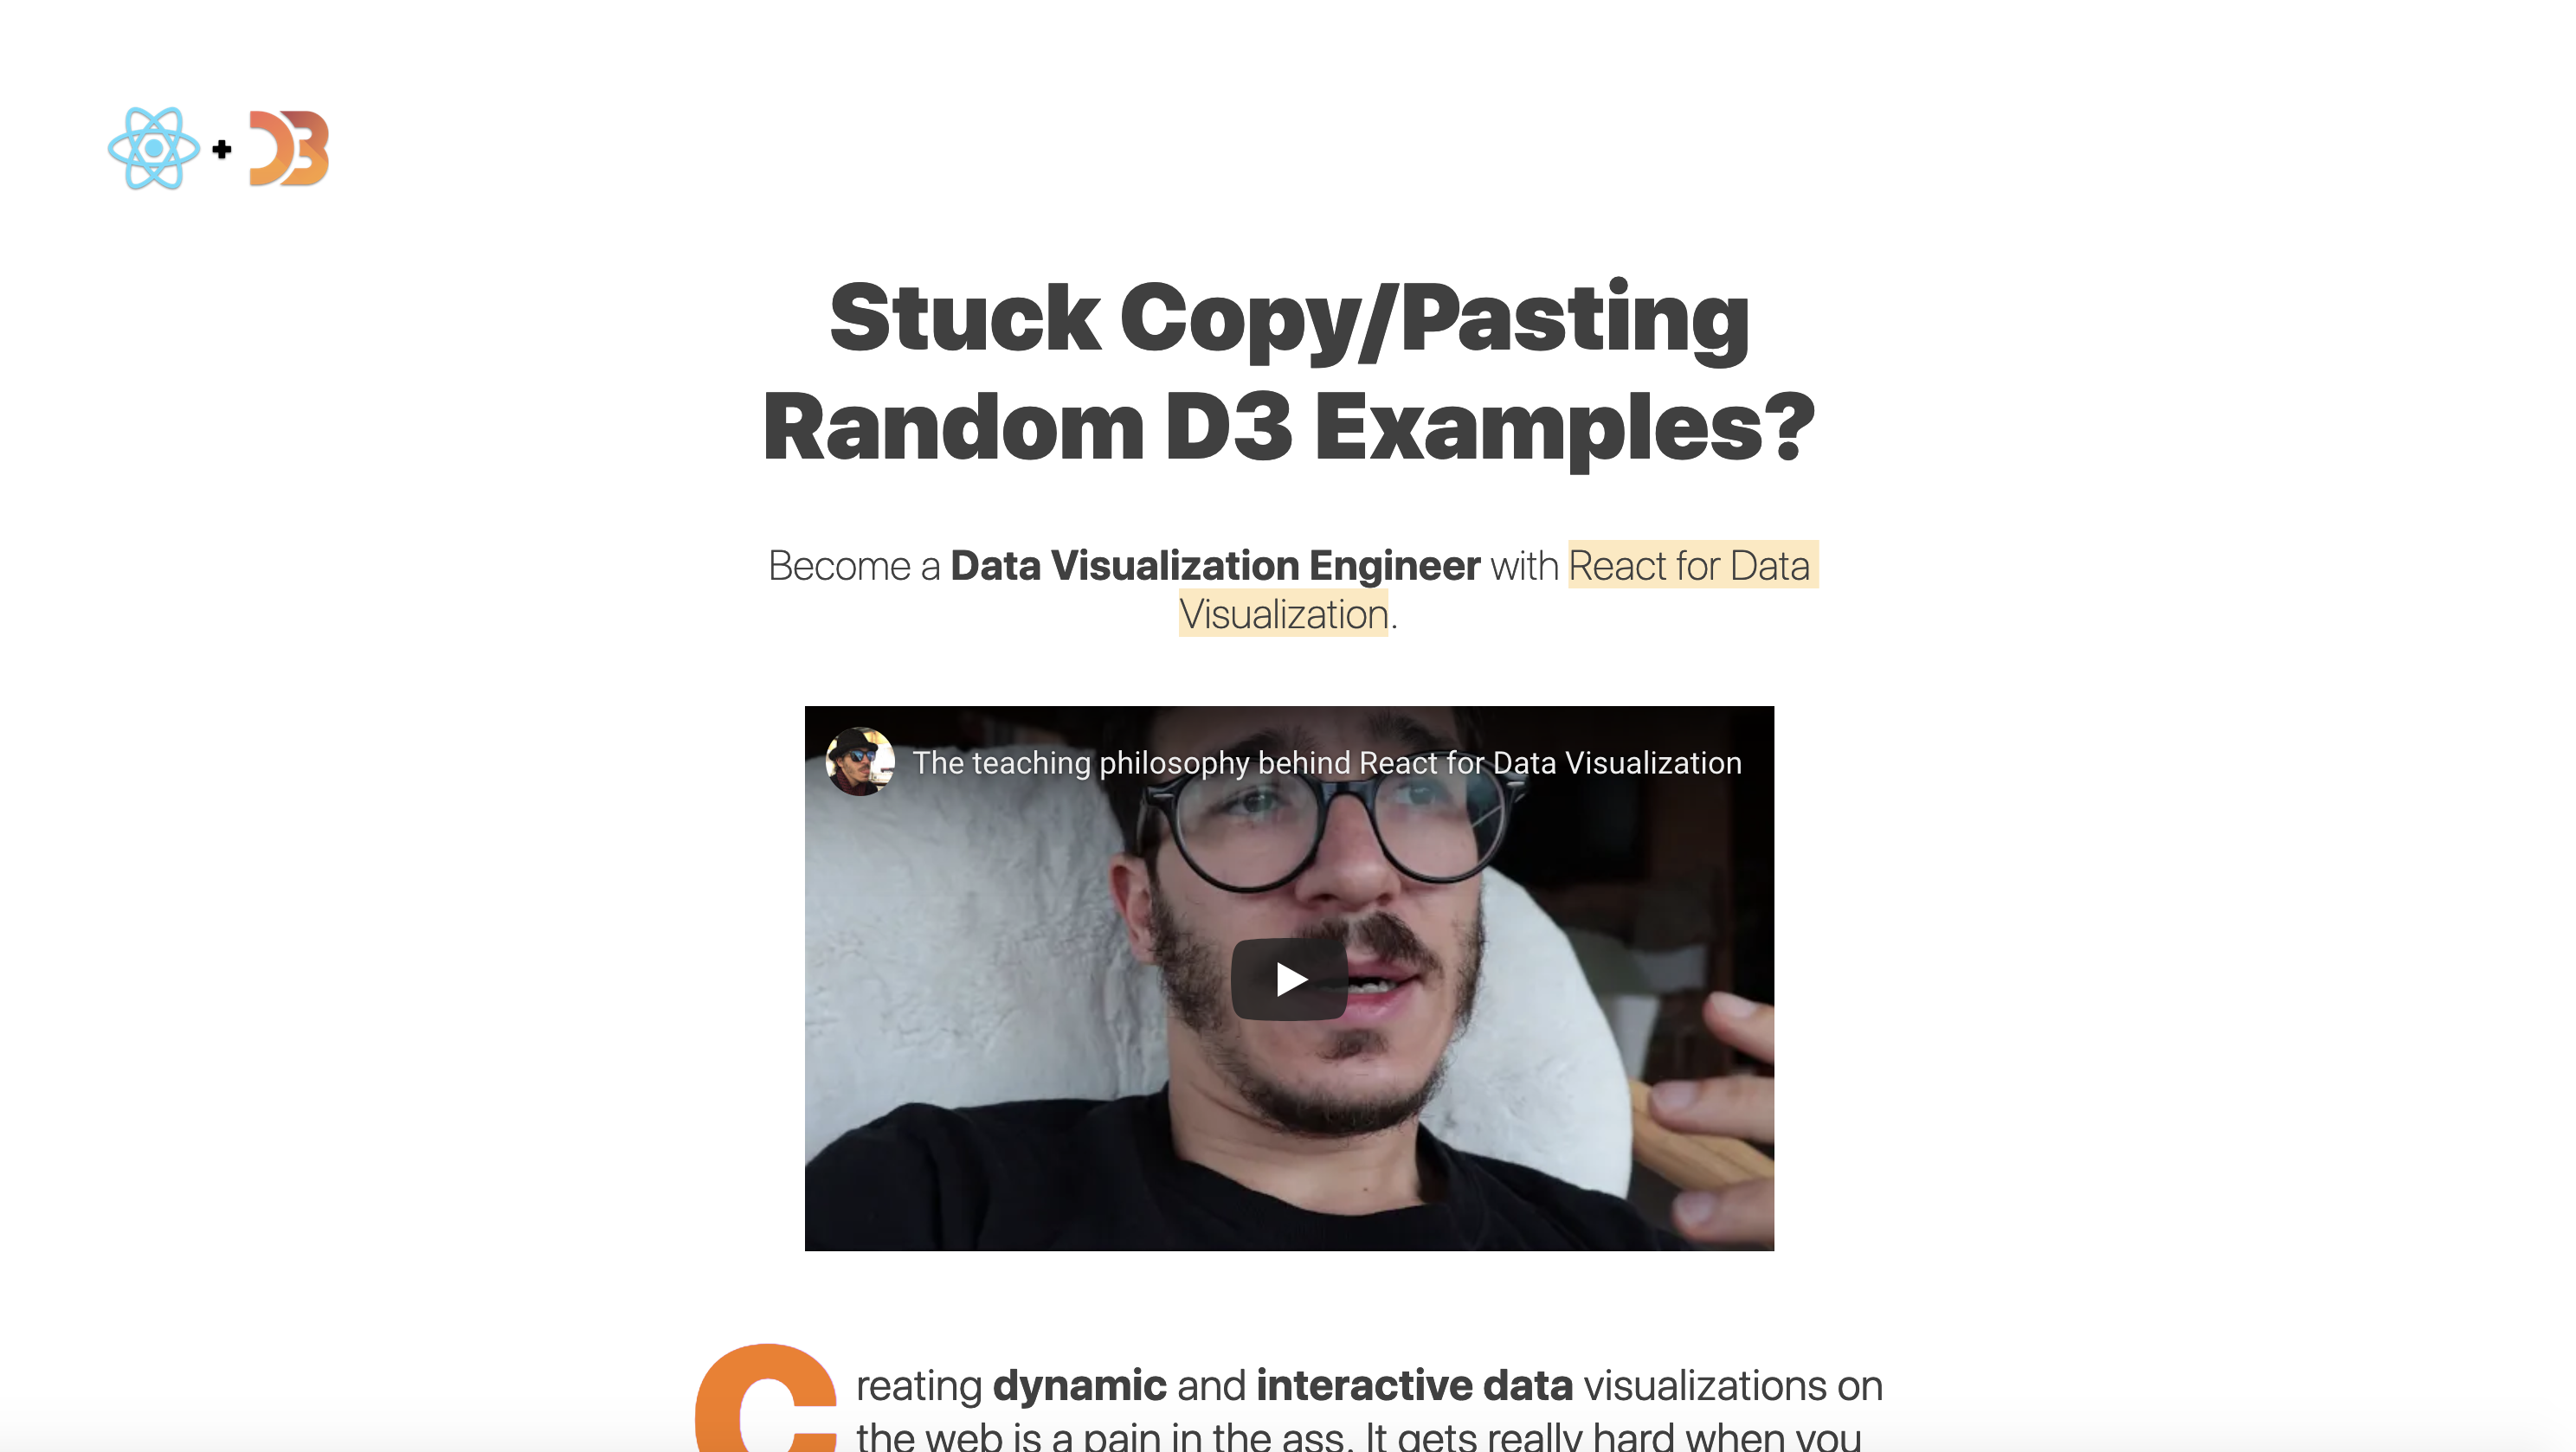 + D3
Stuck Copy/Pasting
Random D3 Examples?
Become a Data Visualization Engineer with React for Data
Visualization.
The teaching philosophy behind React for Data Visualization
Creating dynamic and interactive data visualizations on
the web is a pain in the ass. It gets really hard when you